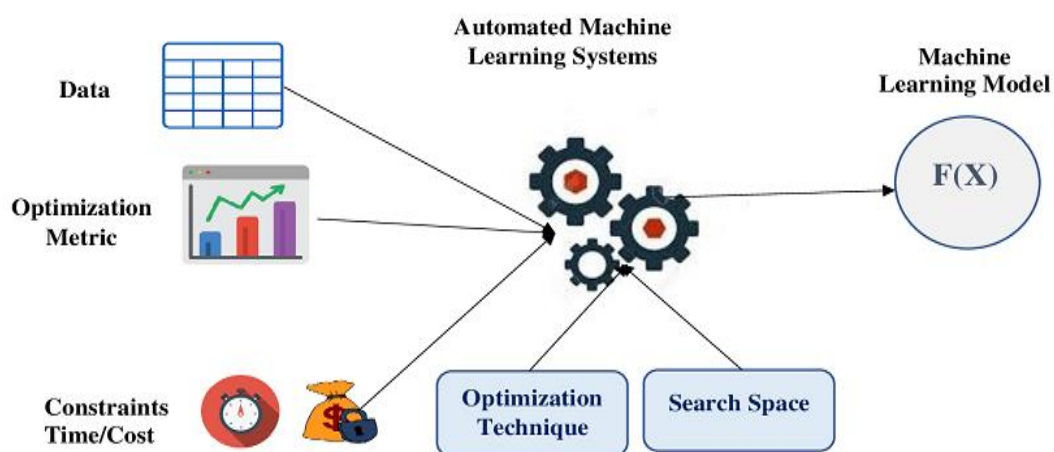 Automated Machine
Learning Systems
Machine
Learning Model
Data
F(X)
Optimization
Metric
Constraints
Time/Cost
$
Optimization
Technique
Search Space